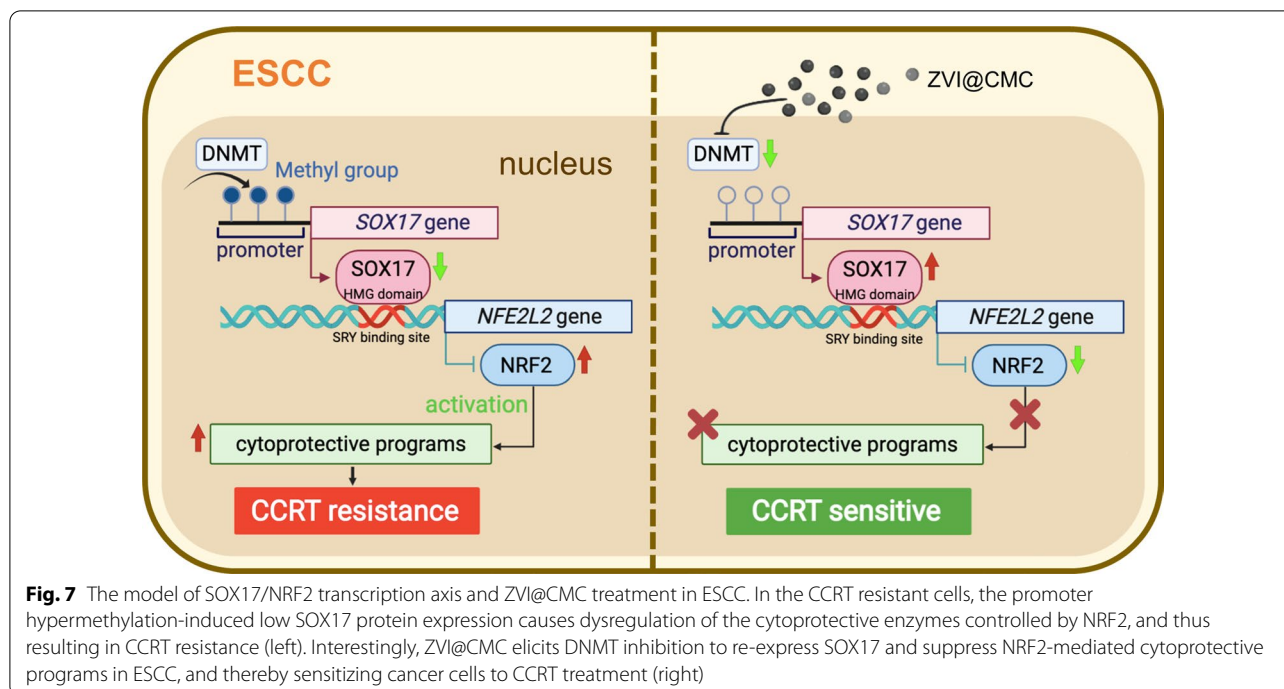 ESCC
ZVI@CMC
nucleus
DNMT
Methyl group
SOX17 gene
promoter
SOX17
HMG domain
NFE2L2 gene
SRY binding site
NRF2
activation
cytoprotective programs
CCRT resistance
DNMT
SOX17 gene
promoter
SOX17
HMG domain
NFE2L2 gene
SRY binding site
NRF2
cytoprotective programs
CCRT sensitive
Fig. 7 The model of SOX17/NRF2 transcription axis and ZVI@CMC treatment in ESCC. In the CCRT resistant cells, the promoter
hypermethylation-induced low SOX17 protein expression causes dysregulation of the cytoprotective enzymes controlled by NRF2, and thus
resulting in CCRT resistance (left). Interestingly, ZVI@CMC elicits DNMT inhibition to re-express SOX17 and suppress NRF2-mediated cytoprotective
programs in ESCC, and thereby sensitizing cancer cells to CCRT treatment (right)